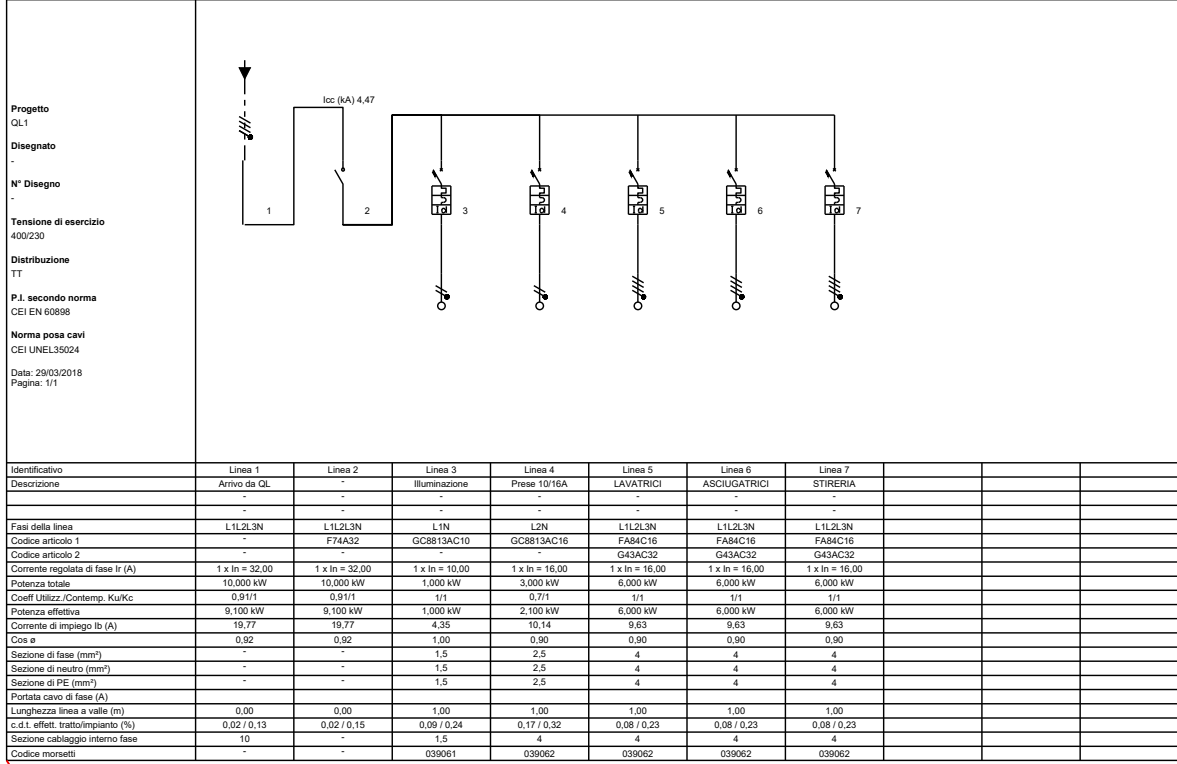 Progetto
QL1
Disegnato
-
N° Disegno
-
Tensione di esercizio
400/230
Distribuzione
TT
P.I. secondo norma
CEI EN 60898
Norma posa cavi
CEI UNEL35024
Data: 29/03/2018
Pagina: 1/1
Icc (kA) 4,47
1 2 3 4 5 6 7
Identificativo Linea 1 Linea 2 Linea 3 Linea 4 Linea 5 Linea 6 Linea 7
Descrizione Arrivo da QL - Illuminazione Prese 10/16A LAVATRICI ASCIUGATRICI STIRERIA
- - - - - - -
- - - - - - -
Fasi della linea L1L2L3N L1L2L3N L1N L2N L1L2L3N L1L2L3N L1L2L3N
Codice articolo 1 - F74A32 GC8813AC10 GC8813AC16 FA84C16 FA84C16 FA84C16
Codice articolo 2 - - - - G43AC32 G43AC32 G43AC32
Corrente regolata di fase Ir (A) 1 x In = 32,00 1 x In = 32,00 1 x In = 10,00 1 x In = 16,00 1 x In = 16,00 1 x In = 16,00 1 x In = 16,00
Potenza totale 10,000 kW 10,000 kW 1,000 kW 3,000 kW 6,000 kW 6,000 kW 6,000 kW
Coeff Utilizz./Contemp. Ku/Kc 0,91/1 0,91/1 1/1 0,7/1 1/1 1/1 1/1
Potenza effettiva 9,100 kW 9,100 kW 1,000 kW 2,100 kW 6,000 kW 6,000 kW 6,000 kW
Corrente di impiego Ib (A) 19,77 19,77 4,35 10,14 9,63 9,63 9,63
Cos ø 0,92 0,92 1,00 0,90 0,90 0,90 0,90
Sezione di fase (mm²) - - 1,5 2,5 4 4 4
Sezione di neutro (mm²) - - 1,5 2,5 4 4 4
Sezione di PE (mm²) - - 1,5 2,5 4 4 4
Portata cavo di fase (A)
Lunghezza linea a valle (m) 0,00 0,00 1,00 1,00 1,00 1,00 1,00
c.d.t. effett. tratto/impianto (%) 0,02 / 0,13 0,02 / 0,15 0,09 / 0,24 0,17 / 0,32 0,08 / 0,23 0,08 / 0,23 0,08 / 0,23
Sezione cablaggio interno fase 10 - 1,5 4 4 4 4
Codice morsetti - - 039061 039062 039062 039062 039062